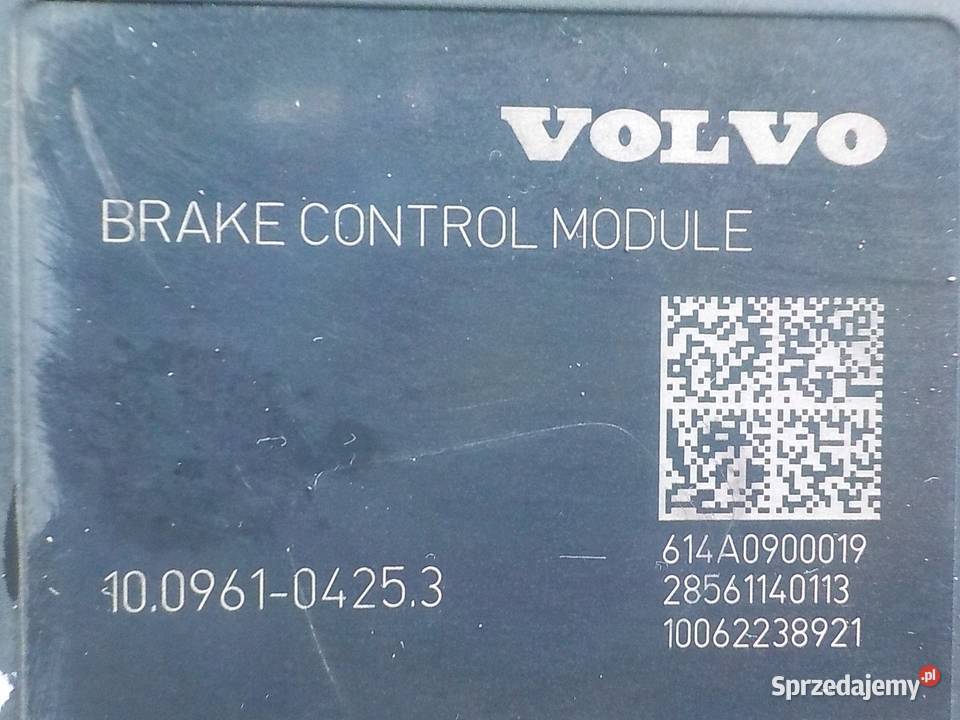 VOLVO
BRAKE CONTROL MODULE
614A0900019
28561140113
10.0961-0425.3
10062238921
Sprzedajemy.pl